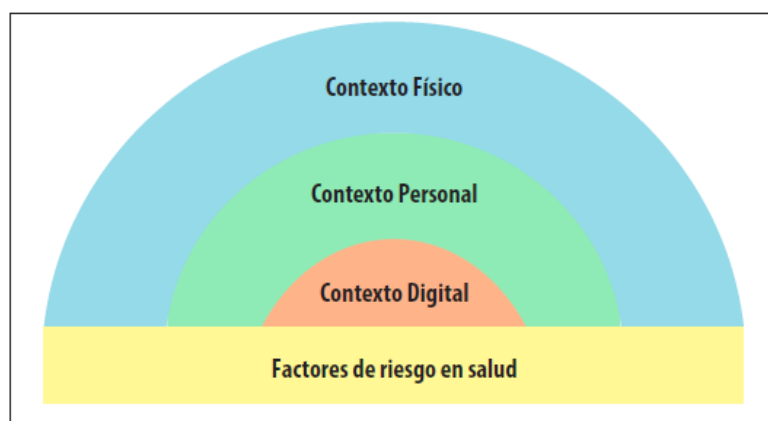 Contexto Físico
Contexto Personal
Contexto Digital
Factores de riesgo en salud